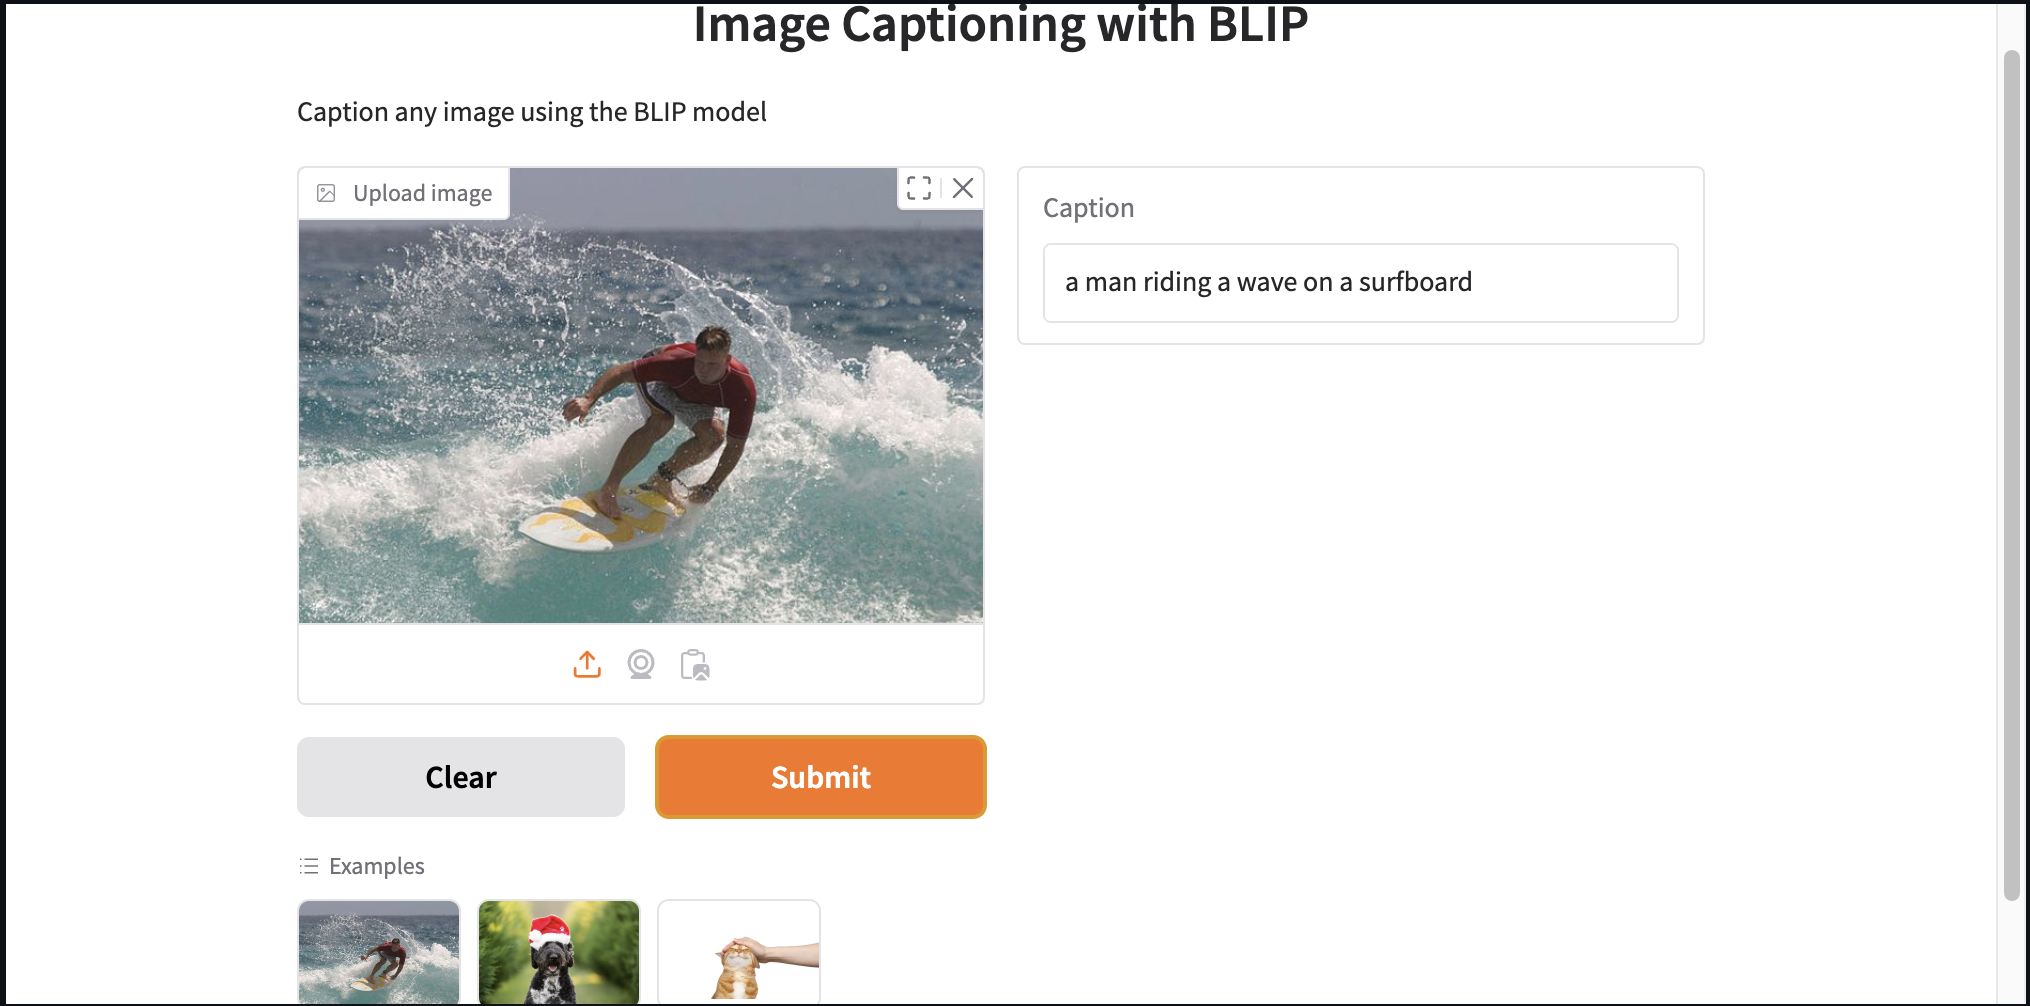 Image Captioning with BLIP
Caption any image using the BLIP model
Upload image
Caption
a man riding a wave on a surfboard
Clear
Submit
Examples